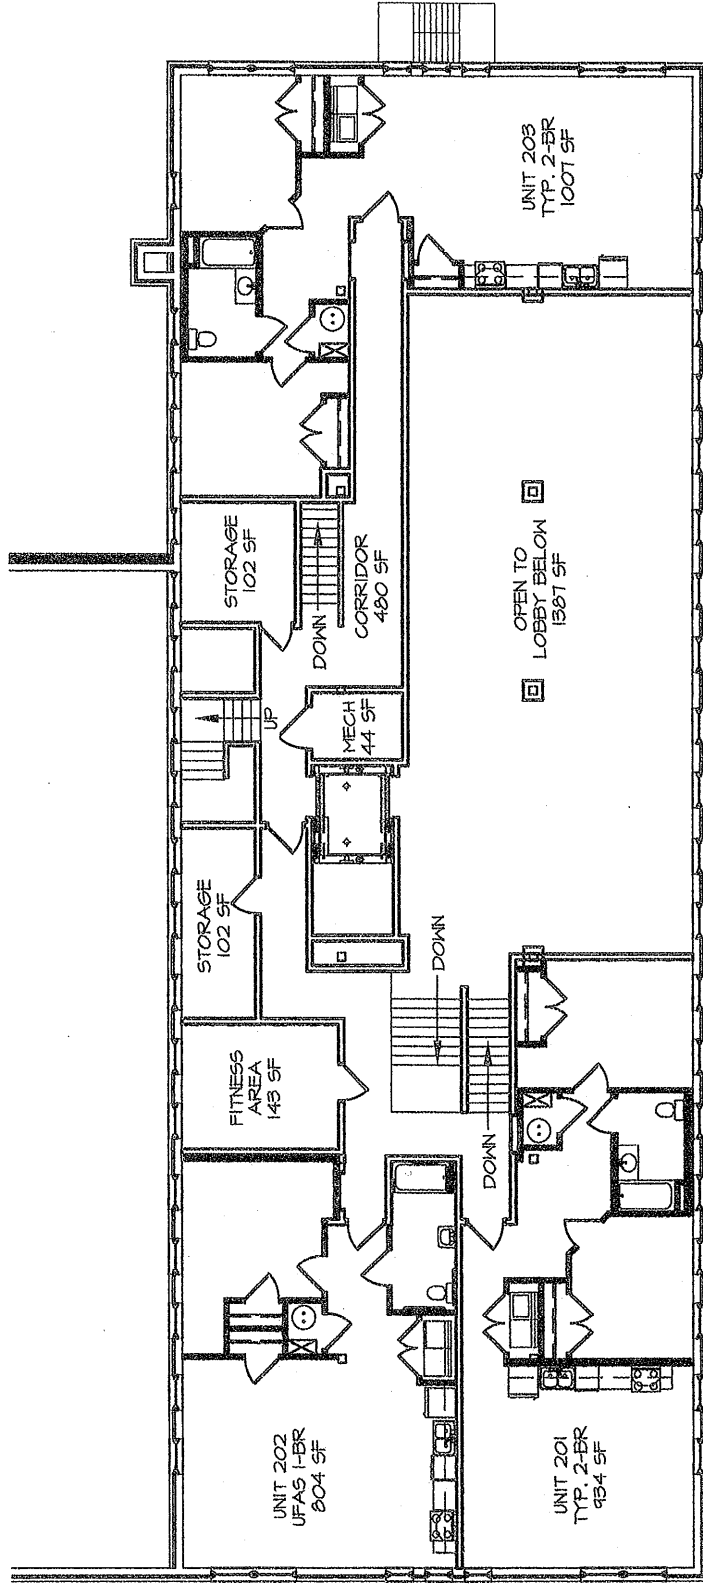 UNIT 203
TYP. 2-BR
1007 SF
STORAGE
102 SF
DOWN
CORRIDOR
480 SF
OPEN TO
LOBBY BELOW
1387 SF
UP
MECH
44 SF
STORAGE
102 SF
DOWN
FITNESS
AREA
143 SF
DOWN
UNIT 202
UFAS 1-BR
804 SF
UNIT 201
TYP. 2-BR
934 SF